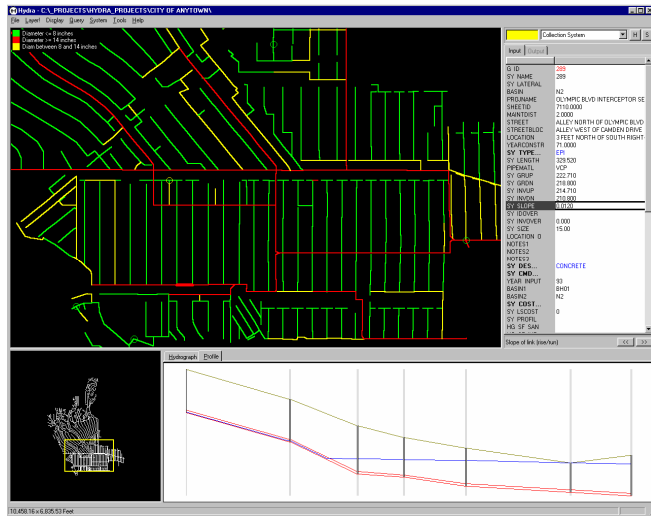 Hydra - C:\_PROJECTS\HYDRA_PROJECTS\CITY OF ANYTOWN\
File Layer! Display Query System Tools Help
Diameter <= 8 inches
Diameter >= 14 inches
Diam between 8 and 14 inches
Collection System H S
Input Output
G ID 289
SY NAME 289
SY LATERAL
BASIN N2
PROJNAME OLYMPIC BLVD INTERCEPTOR SE
SHEETID 7110.0000
MAINTDIST 2.0000
STREET ALLEY NORTH OF OLYMPIC BLVD
STREETBLOC ALLEY WEST OF CAMDEN DRIVE
LOCATION 3 FEET NORTH OF SOUTH RIGHT-
YEARCONSTR 71.0000
SY TYPE... EPI
SY LENGTH 329.520
PIPEMATL VCP
SY GRUP 222.710
SY GRDN 218.800
SY INVUP 214.710
SY INVDN 210.800
SY SLOPE 0.0120
SY IDOVER
SY INVOVER 0.000
SY SIZE 15.00
LOCATION O
NOTES1
NOTES2
SY DES... CONCRETE
SY CMD...
YEAR INPUT 93
BASIN1 BH01
BASIN2 N2
SY COST...
SY LSCOST 0
SY PROFIL
HG SF SAN
Slope of link (rise/run) << >>
Hydrograph Profile
10,458.16 x 6,835.53 Feet